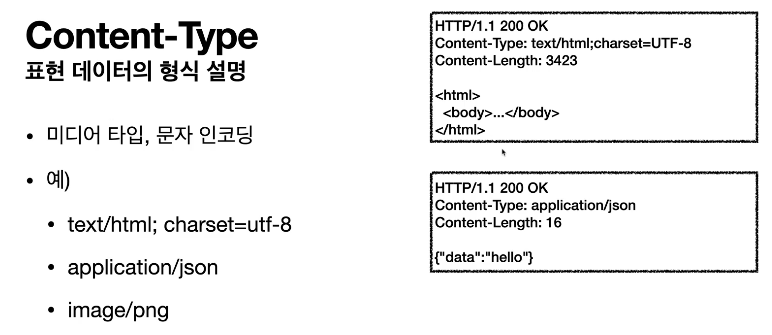 Content-Type
표현 데이터의 형식 설명
• 미디어 타입, 문자 인코딩
• 예)
• text/html; charset=utf-8
• application/json
• image/png
HTTP/1.1 200 OK
Content-Type: text/html;charset=UTF-8
Content-Length: 3423

<html>
  <body>...</body>
</html>
HTTP/1.1 200 OK
Content-Type: application/json
Content-Length: 16

{"data":"hello"}